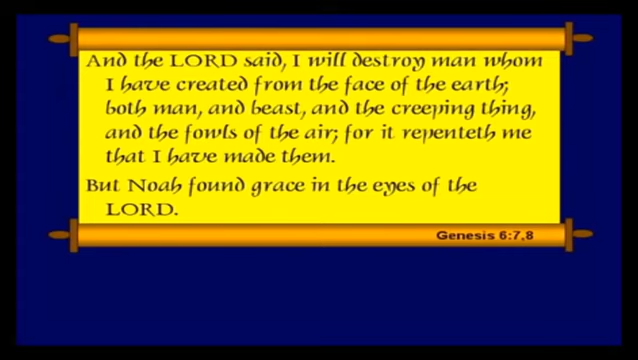 And the LORD said, I will destroy man whom
I have created from the face of the earth;
both man, and beast, and the creeping thing,
and the fowls of the air; for it repenteth me
that I have made them.
But Noah found grace in the eyes of the
LORD.
Genesis 6:7,8